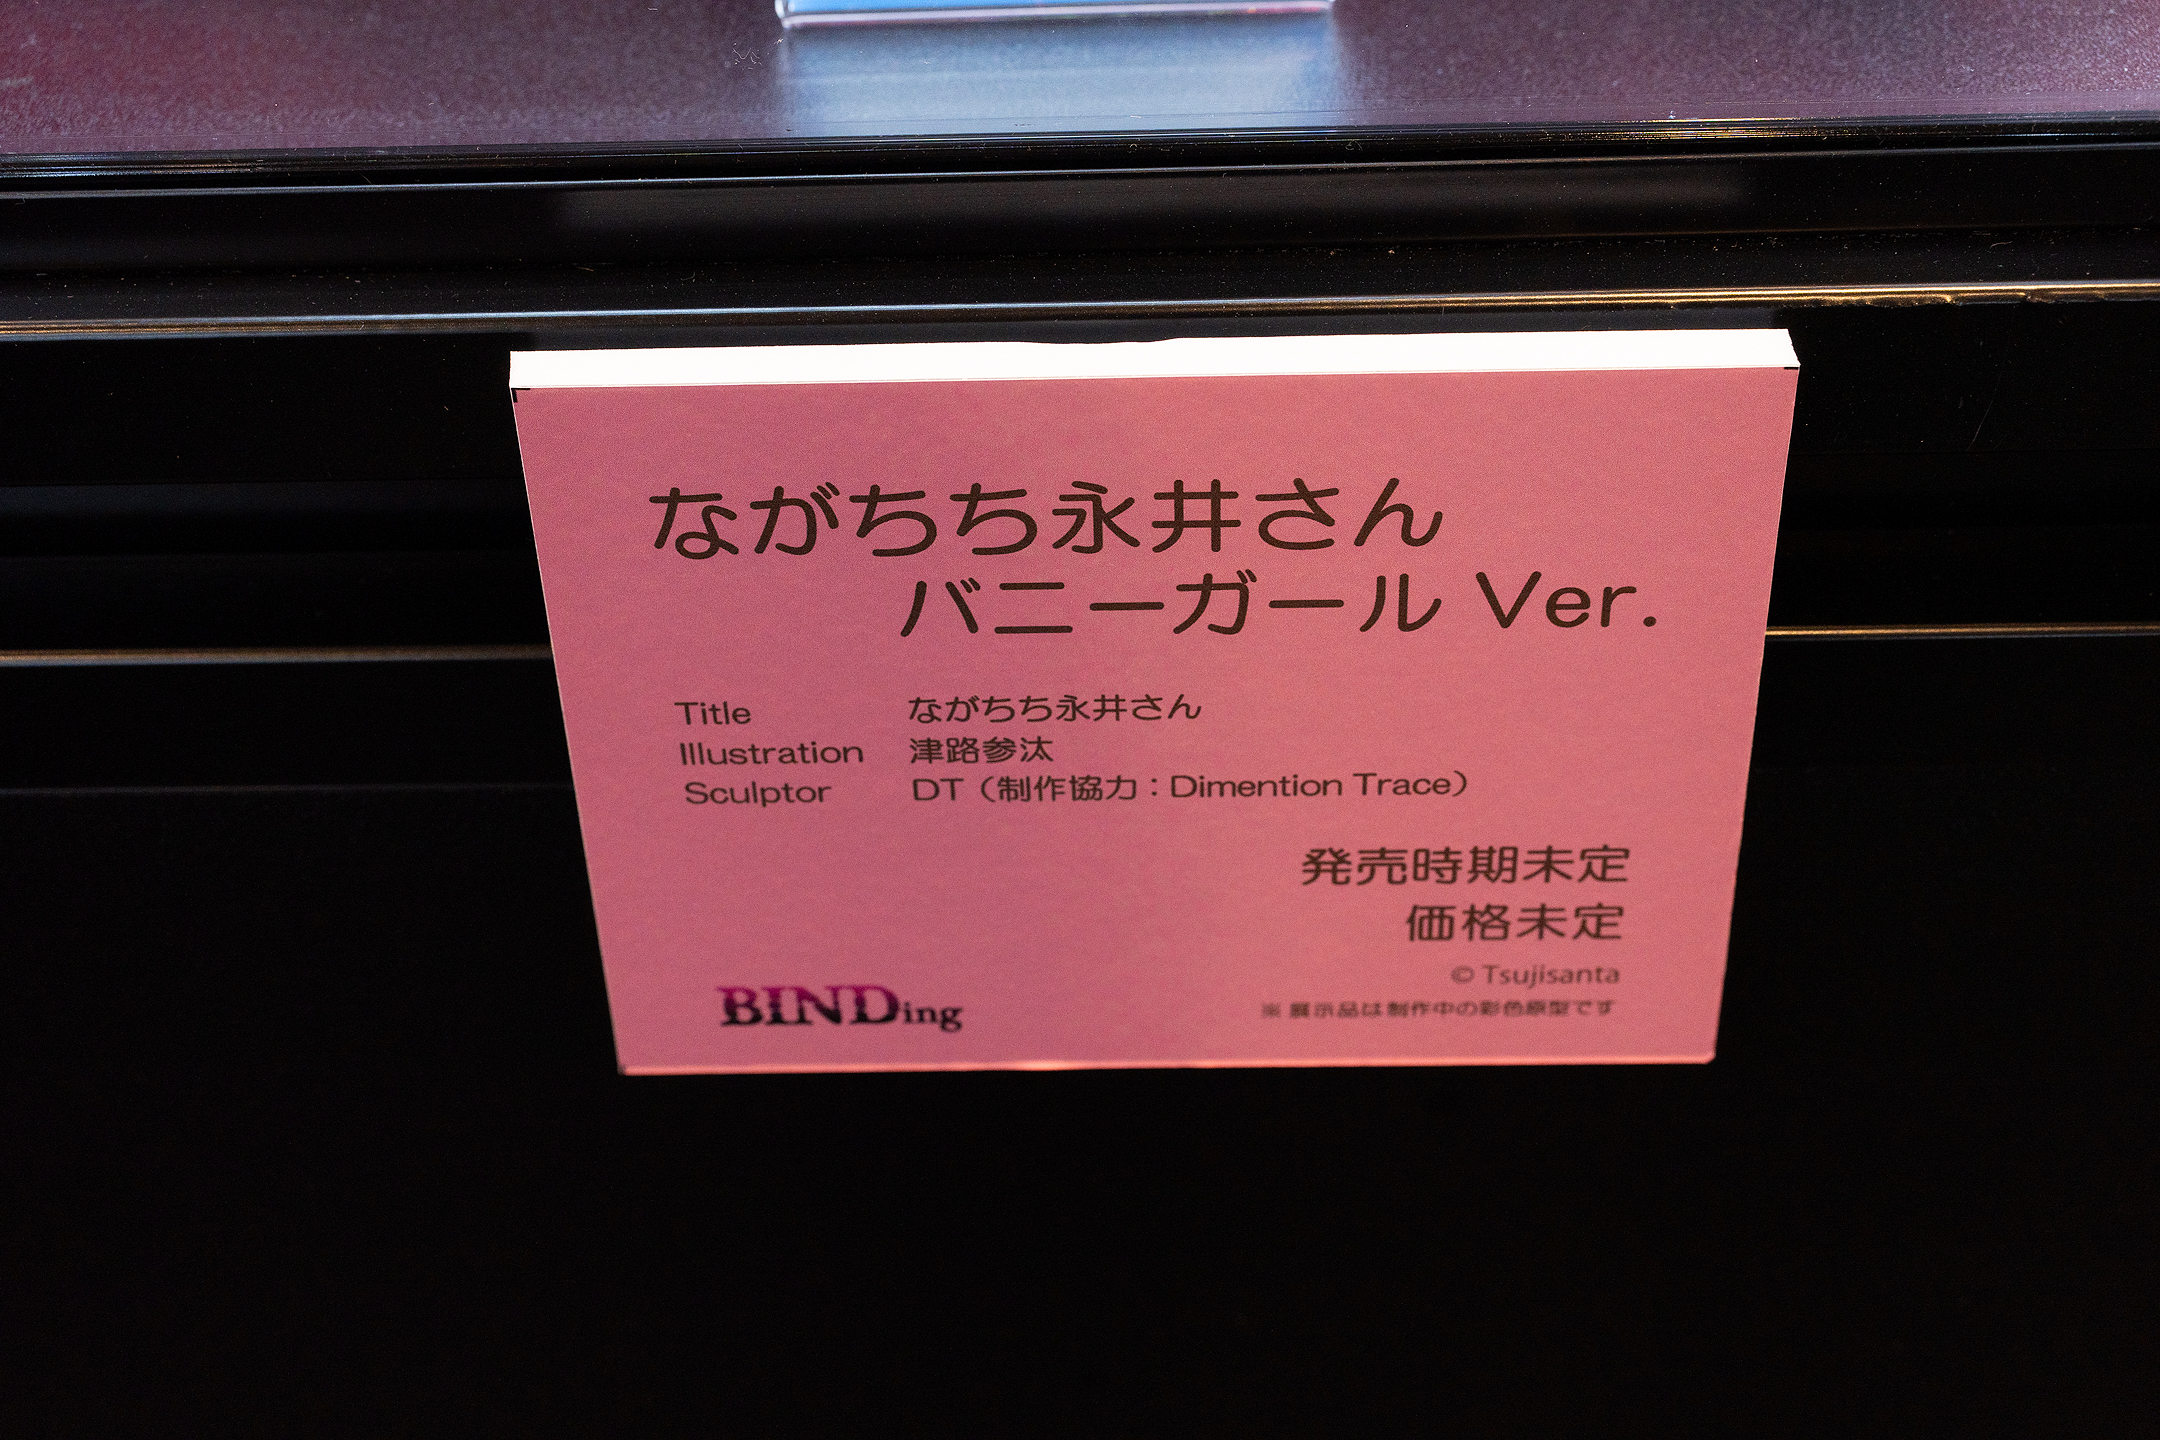 ながちち永井さん
バニーガール Ver.
Title ながちち永井さん
Illustration 津路参汰
Sculptor DT（制作協力：Dimention Trace）
発売時期未定
価格未定
© Tsujisanta
※ 展示品は制作中の彩色原型です
BINDing